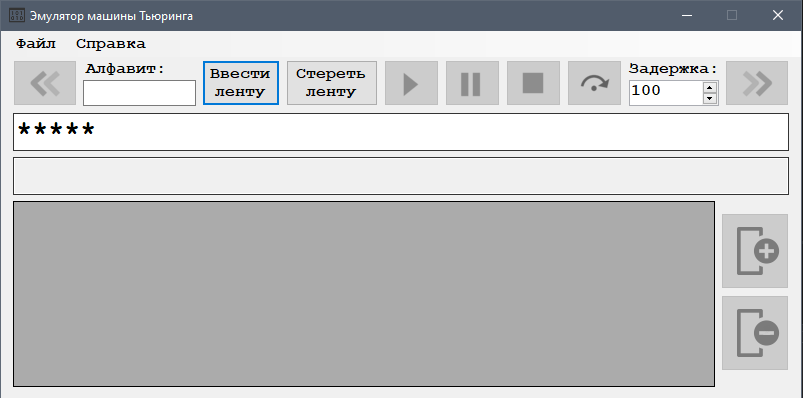 Эмулятор машины Тьюринга
Файл Справка
Алфавит:
Ввести
ленту
Стереть
ленту
Задержка:
100
*****